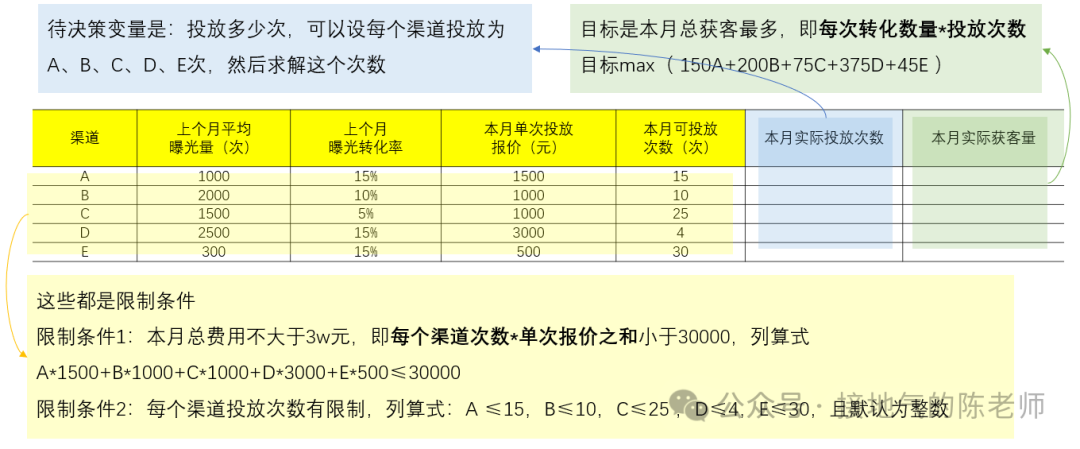 待决策变量是：投放多少次，可以设每个渠道投放为
A、B、C、D、E次，然后求解这个次数
目标是本月总获客最多，即每次转化数量*投放次数
目标max（ 150A+200B+75C+375D+45E ）
渠道 上个月平均曝光量（次） 上个月曝光转化率 本月单次投放报价（元） 本月可投放次数（次） 本月实际投放次数 本月实际获客量
A 1000 15% 1500 15
B 2000 10% 1000 10
C 1500 5% 1000 25
D 2500 15% 3000 4
E 300 15% 500 30
这些都是限制条件
限制条件1：本月总费用不大于3w元，即每个渠道次数*单次报价之和小于30000，列算式
A*1500+B*1000+C*1000+D*3000+E*500≤30000
限制条件2：每个渠道投放次数有限制，列算式：A ≤15，B≤10，C≤25 ，D≤4，E≤30，且默认为整数
公众号 · 接地气的陈老师